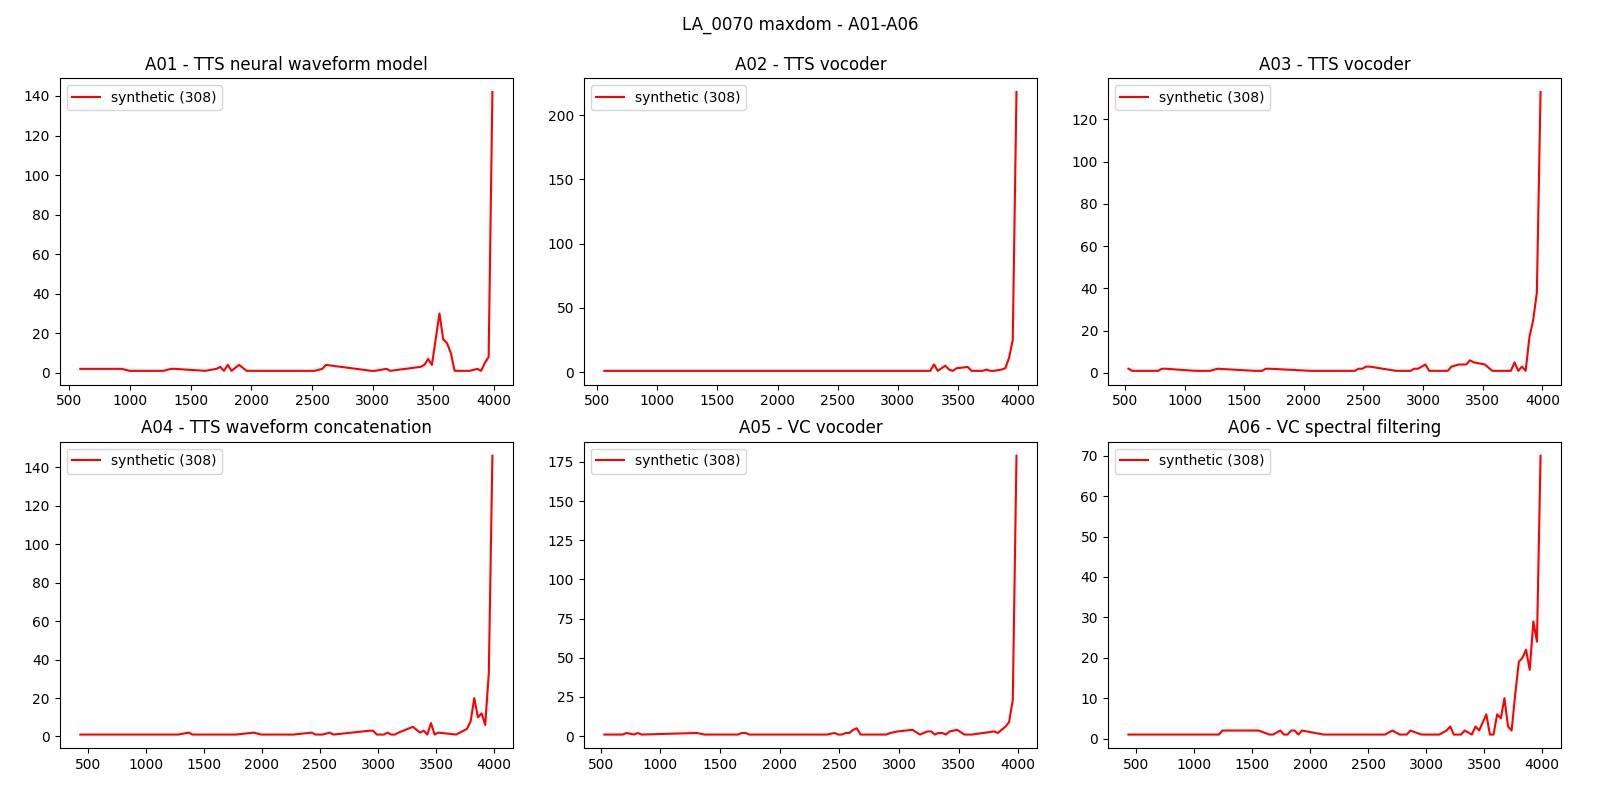 LA_0070 maxdom - A01-A06
A01 - TTS neural waveform model
A02 - TTS vocoder
A03 - TTS vocoder
synthetic (308)
synthetic (308)
synthetic (308)
140
120
100
80
60
40
20
0
200
150
100
50
0
120
100
80
60
40
20
0
500 1000 1500 2000 2500 3000 3500 4000
500 1000 1500 2000 2500 3000 3500 4000
500 1000 1500 2000 2500 3000 3500 4000
A04 - TTS waveform concatenation
A05 - VC vocoder
A06 - VC spectral filtering
synthetic (308)
synthetic (308)
synthetic (308)
140
120
100
80
60
40
20
0
175
150
125
100
75
50
25
0
70
60
50
40
30
20
10
0
500 1000 1500 2000 2500 3000 3500 4000
500 1000 1500 2000 2500 3000 3500 4000
500 1000 1500 2000 2500 3000 3500 4000